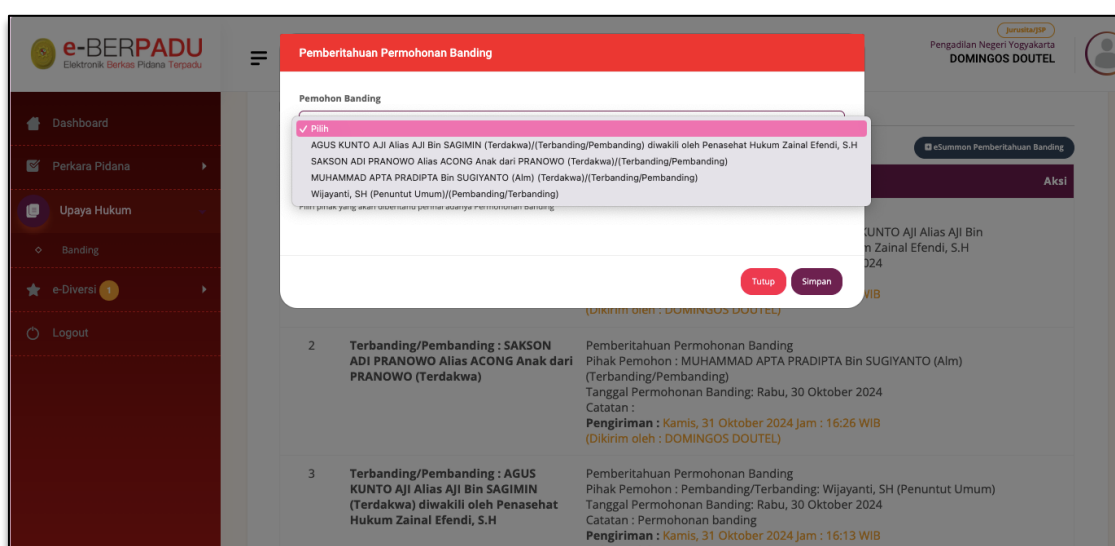 e-BERPADU
Elektronik Berkas Pidana Terpadu
Dashboard
Perkara Pidana
Upaya Hukum
Banding
e-Diversi 1
Logout
Jurusita/JSP
Pengadilan Negeri Yogyakarta
DOMINGOS DOUTEL
Pemberitahuan Permohonan Banding
Pemohon Banding
✓ Pilih
AGUS KUNTO AJI Alias AJI Bin SAGIMIN (Terdakwa)/(Terbanding/Pembanding) diwakili oleh Penasehat Hukum Zainal Efendi, S.H
SAKSON ADI PRANOWO Alias ACONG Anak dari PRANOWO (Terdakwa)/(Terbanding/Pembanding)
MUHAMMAD APTA PRADIPTA Bin SUGIYANTO (Alm) (Terdakwa)/(Terbanding/Pembanding)
Wijayanti, SH (Penuntut Umum)/(Pembanding/Terbanding)
Pilih pihak yang akan diberitahu perihal adanya Permohonan Banding
Tutup
Simpan
eSummon Pemberitahuan Banding
Aksi
KUNTO AJI Alias AJI Bin
Zainal Efendi, S.H
024
WIB
(Dikirim oleh : DOMINGOS DOUTEL)
2
Terbanding/Pembanding : SAKSON
ADI PRANOWO Alias ACONG Anak dari
PRANOWO (Terdakwa)
Pemberitahuan Permohonan Banding
Pihak Pemohon : MUHAMMAD APTA PRADIPTA Bin SUGIYANTO (Alm)
(Terbanding/Pembanding)
Tanggal Permohonan Banding: Rabu, 30 Oktober 2024
Catatan :
Pengiriman : Kamis, 31 Oktober 2024 Jam : 16:26 WIB
(Dikirim oleh : DOMINGOS DOUTEL)
3
Terbanding/Pembanding : AGUS
KUNTO AJI Alias AJI Bin SAGIMIN
(Terdakwa) diwakili oleh Penasehat
Hukum Zainal Efendi, S.H
Pemberitahuan Permohonan Banding
Pihak Pemohon : Pembanding/Terbanding: Wijayanti, SH (Penuntut Umum)
Tanggal Permohonan Banding: Rabu, 30 Oktober 2024
Catatan : Permohonan banding
Pengiriman : Kamis, 31 Oktober 2024 Jam : 16:13 WIB